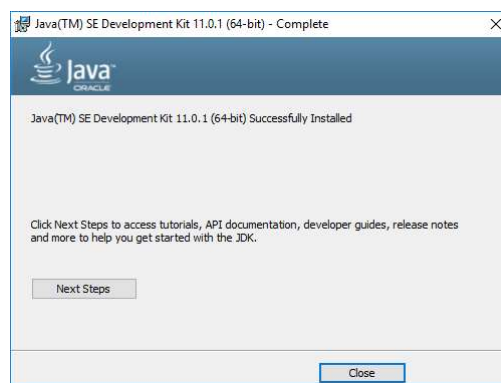 Java(TM) SE Development Kit 11.0.1 (64-bit) - Complete
Java™
ORACLE
Java(TM) SE Development Kit 11.0.1 (64-bit) Successfully Installed
Click Next Steps to access tutorials, API documentation, developer guides, release notes
and more to help you get started with the JDK.
Next Steps
Close